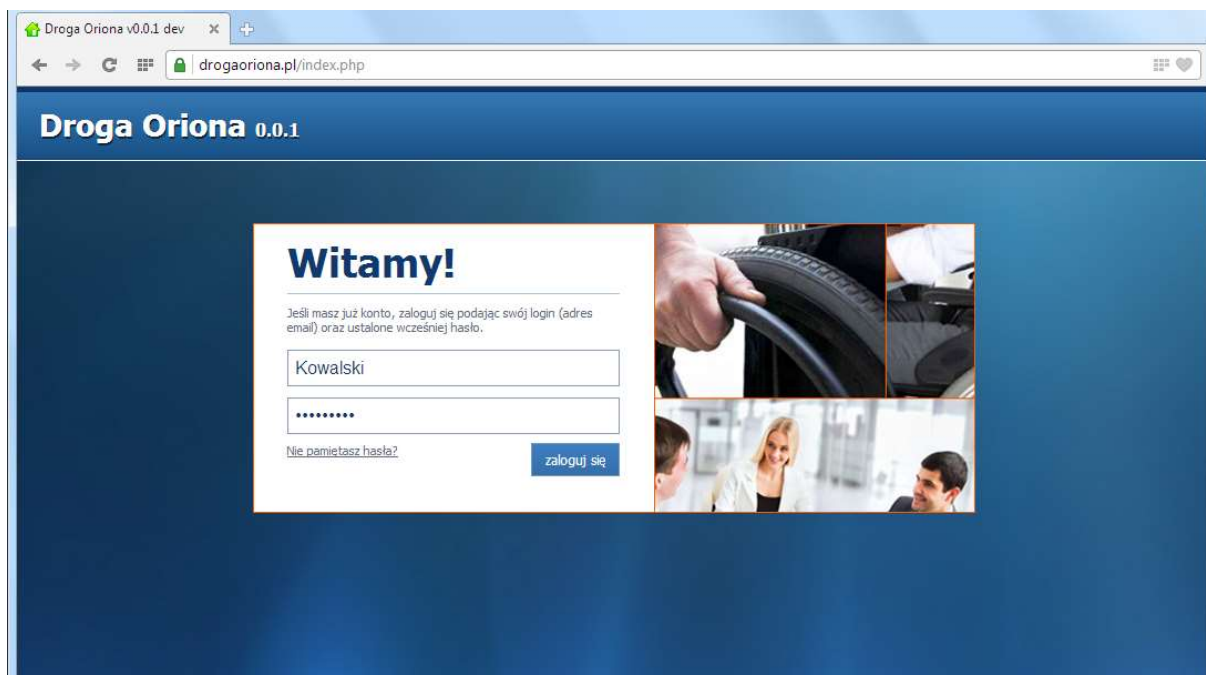 Droga Oriona v0.0.1 dev
drogaoriona.pl/index.php
Droga Oriona 0.0.1
Witamy!
Jeśli masz już konto, zaloguj się podając swój login (adres
email) oraz ustalone wcześniej hasło.
Kowalski
•••••••••
Nie pamiętasz hasła?
zaloguj się